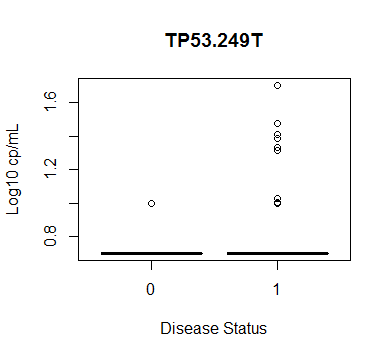 TP53.249T
Log10 cp/mL
1.6
1.2
0.8
0 1
Disease Status